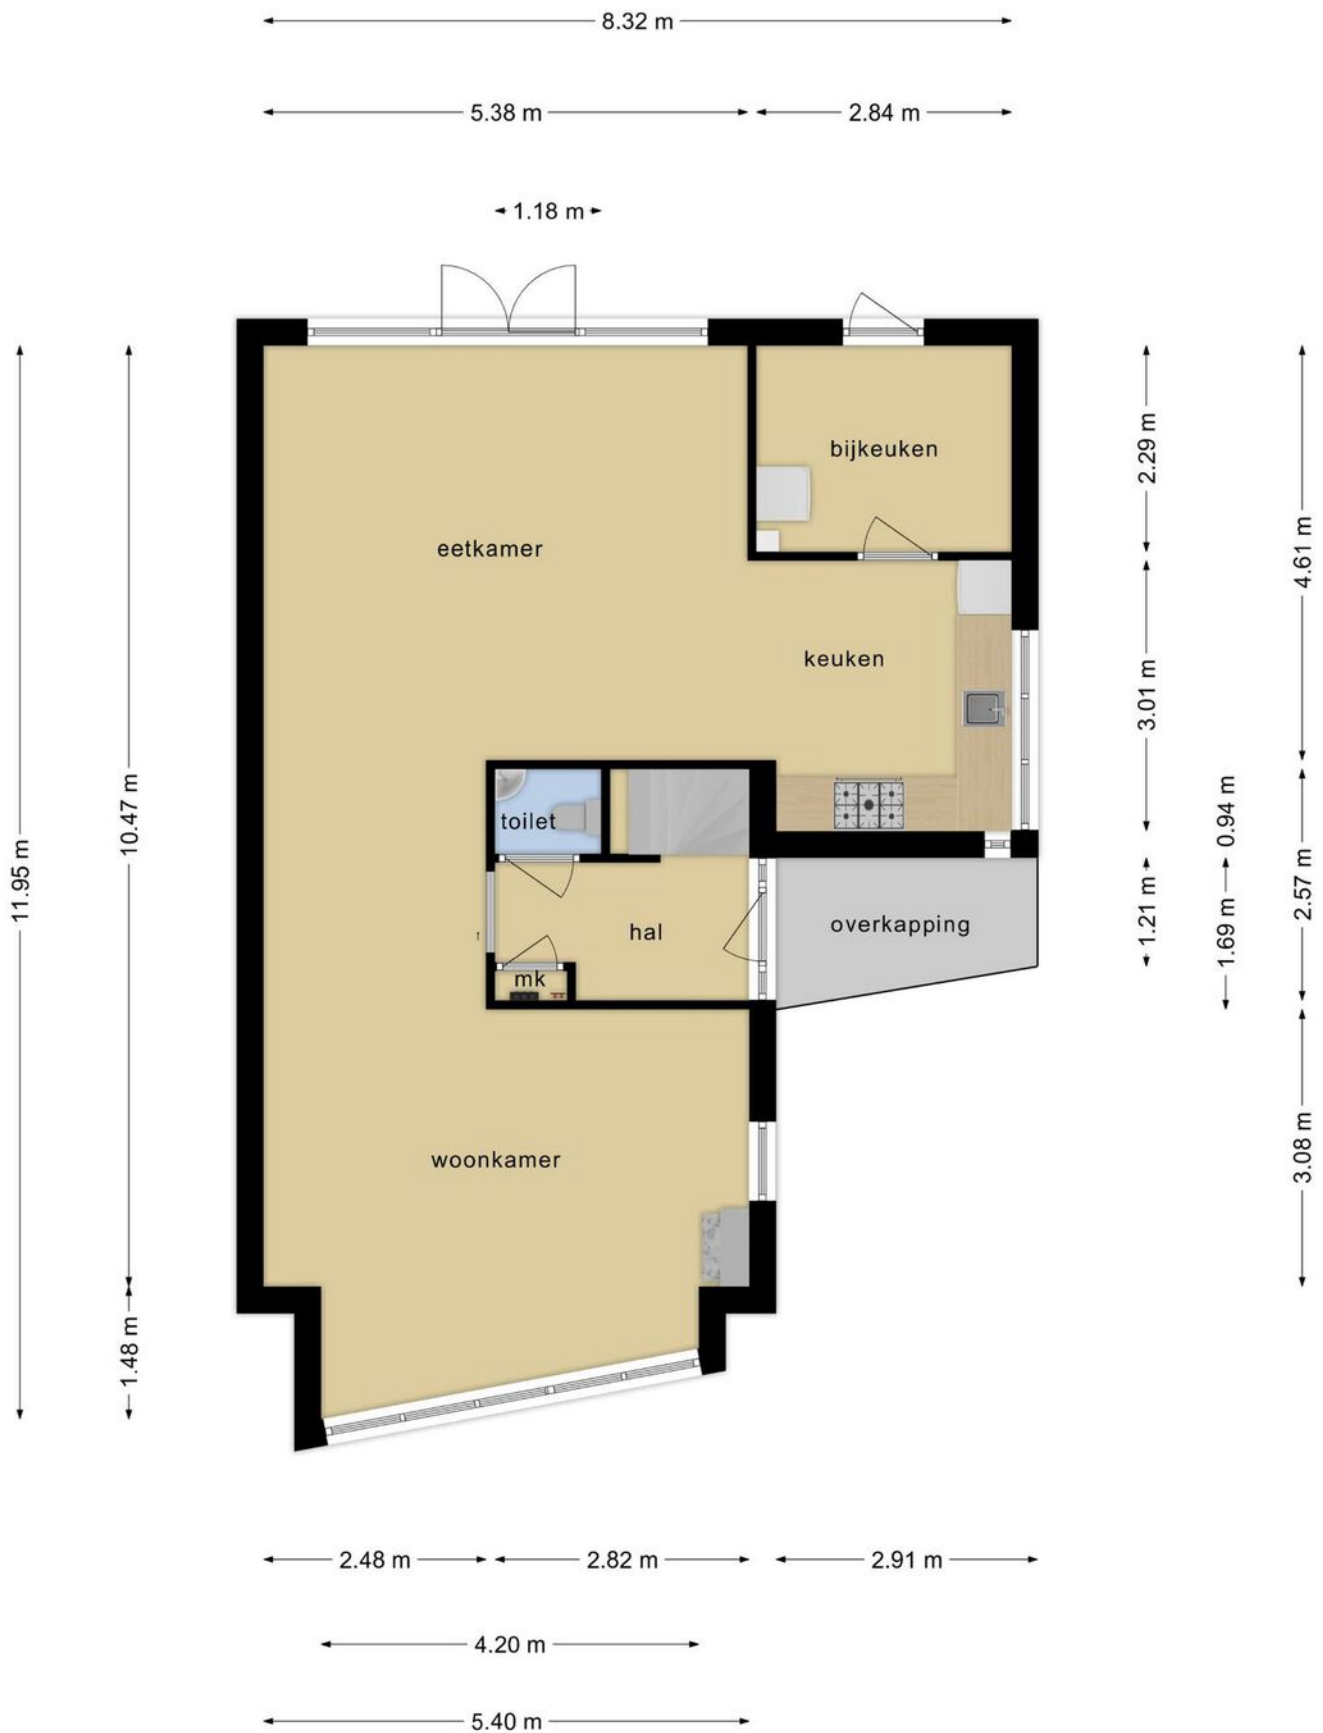 8.32 m
5.38 m
2.84 m
1.18 m
bijkeuken
2.29 m
eetkamer
4.61 m
keuken
3.01 m
10.47 m
0.94 m
11.95 m
toilet
2.57 m
1.21 m
overkapping
hal
1.69 m
mk
3.08 m
woonkamer
1.48 m
2.48 m
2.82 m
2.91 m
4.20 m
5.40 m